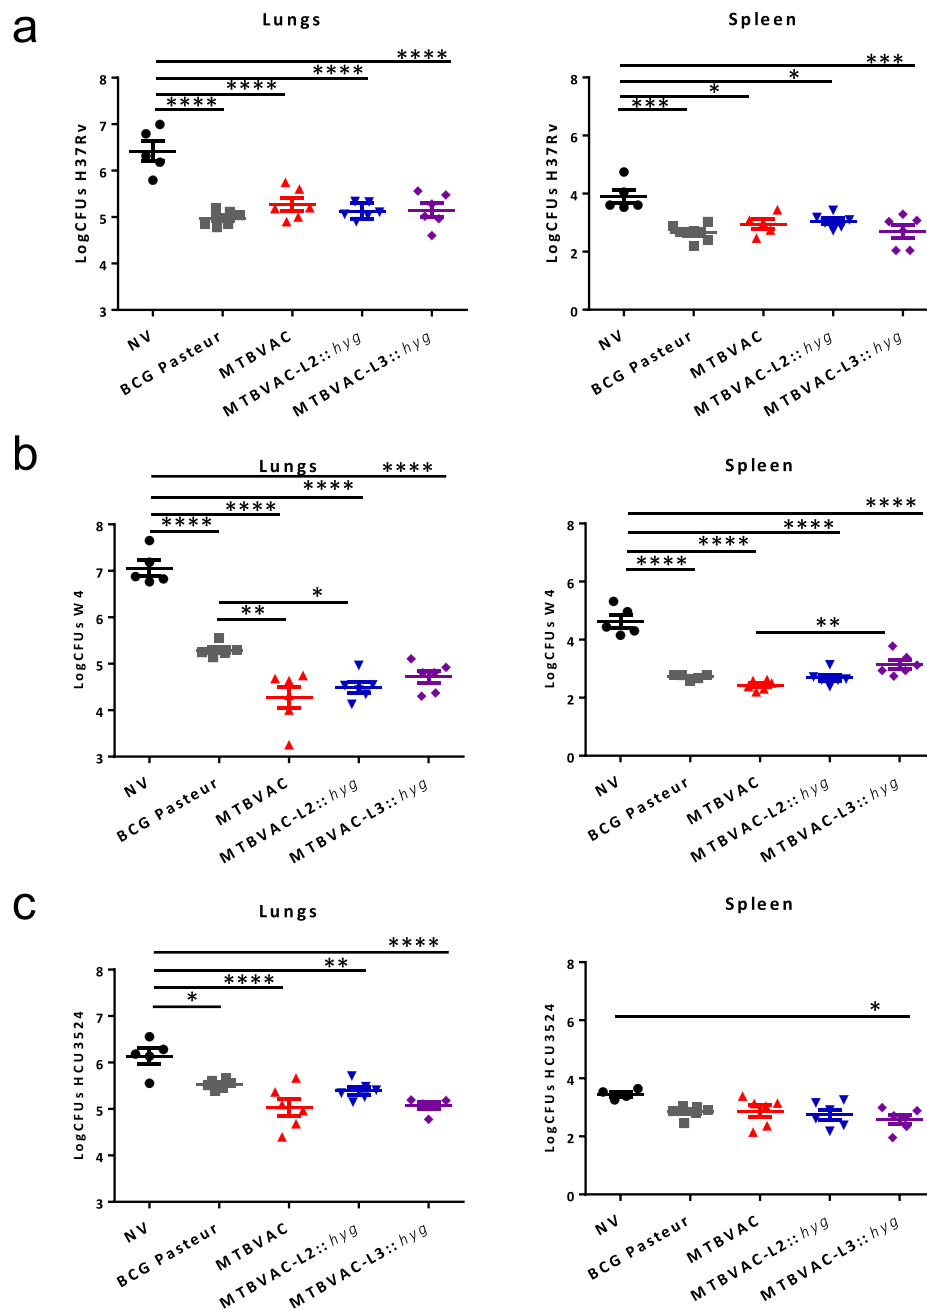 a
Lungs
****
****
****
****
LogCFUs H37Rv
8
7
6
5
4
3
NV
BCG Pasteur
MTBVAC
MTBVAC-L2::hyg
MTBVAC-L3::hyg
Spleen
***
*
*
***
LogCFUs H37Rv
8
6
4
2
0
NV
BCG Pasteur
MTBVAC
MTBVAC-L2::hyg
MTBVAC-L3::hyg
b
Lungs
****
****
****
****
*
**
LogCFUs W4
8
7
6
5
4
3
NV
BCG Pasteur
MTBVAC
MTBVAC-L2::hyg
MTBVAC-L3::hyg
Spleen
****
****
****
****
**
LogCFUs W4
8
6
4
2
0
NV
BCG Pasteur
MTBVAC
MTBVAC-L2::hyg
MTBVAC-L3::hyg
c
Lungs
****
**
****
*
LogCFUs HCU3524
8
7
6
5
4
3
NV
BCG Pasteur
MTBVAC
MTBVAC-L2::hyg
MTBVAC-L3::hyg
Spleen
*
LogCFUs HCU3524
8
6
4
2
0
NV
BCG Pasteur
MTBVAC
MTBVAC-L2::hyg
MTBVAC-L3::hyg